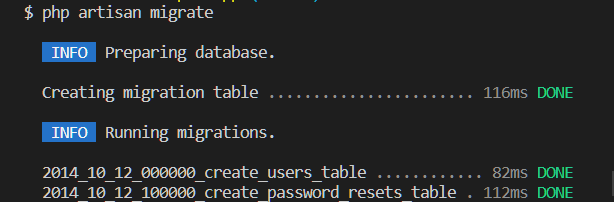 $ php artisan migrate
INFO Preparing database.
Creating migration table ....................... 116ms DONE
INFO Running migrations.
2014_10_12_000000_create_users_table ............ 82ms DONE
2014_10_12_100000_create_password_resets_table . 112ms DONE